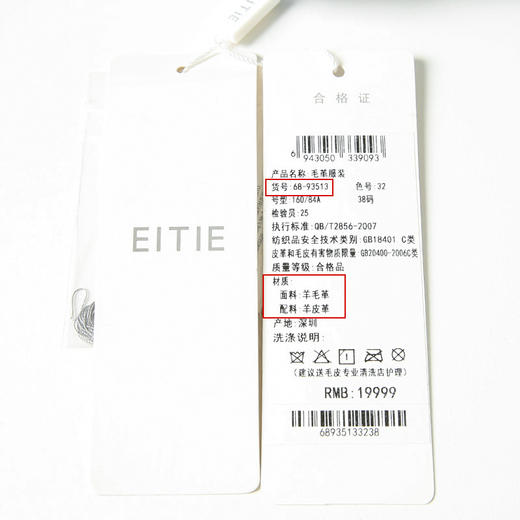 EITIE
合格证
6 943050 339093
产品名称:毛革服装
货号:68-93513 色号:32
号型:160/84A 38码
检验员:25
执行标准:QB/T2856-2007
纺织品安全技术类别:GB18401 C类
皮革和毛皮有害物质限量:GB20400-2006C类
质量等级:合格品
材质:
面料:羊毛革
配料:羊皮革
产地:深圳
洗涤说明:
(建议送毛皮专业清洗店护理)
RMB:19999
68935133238